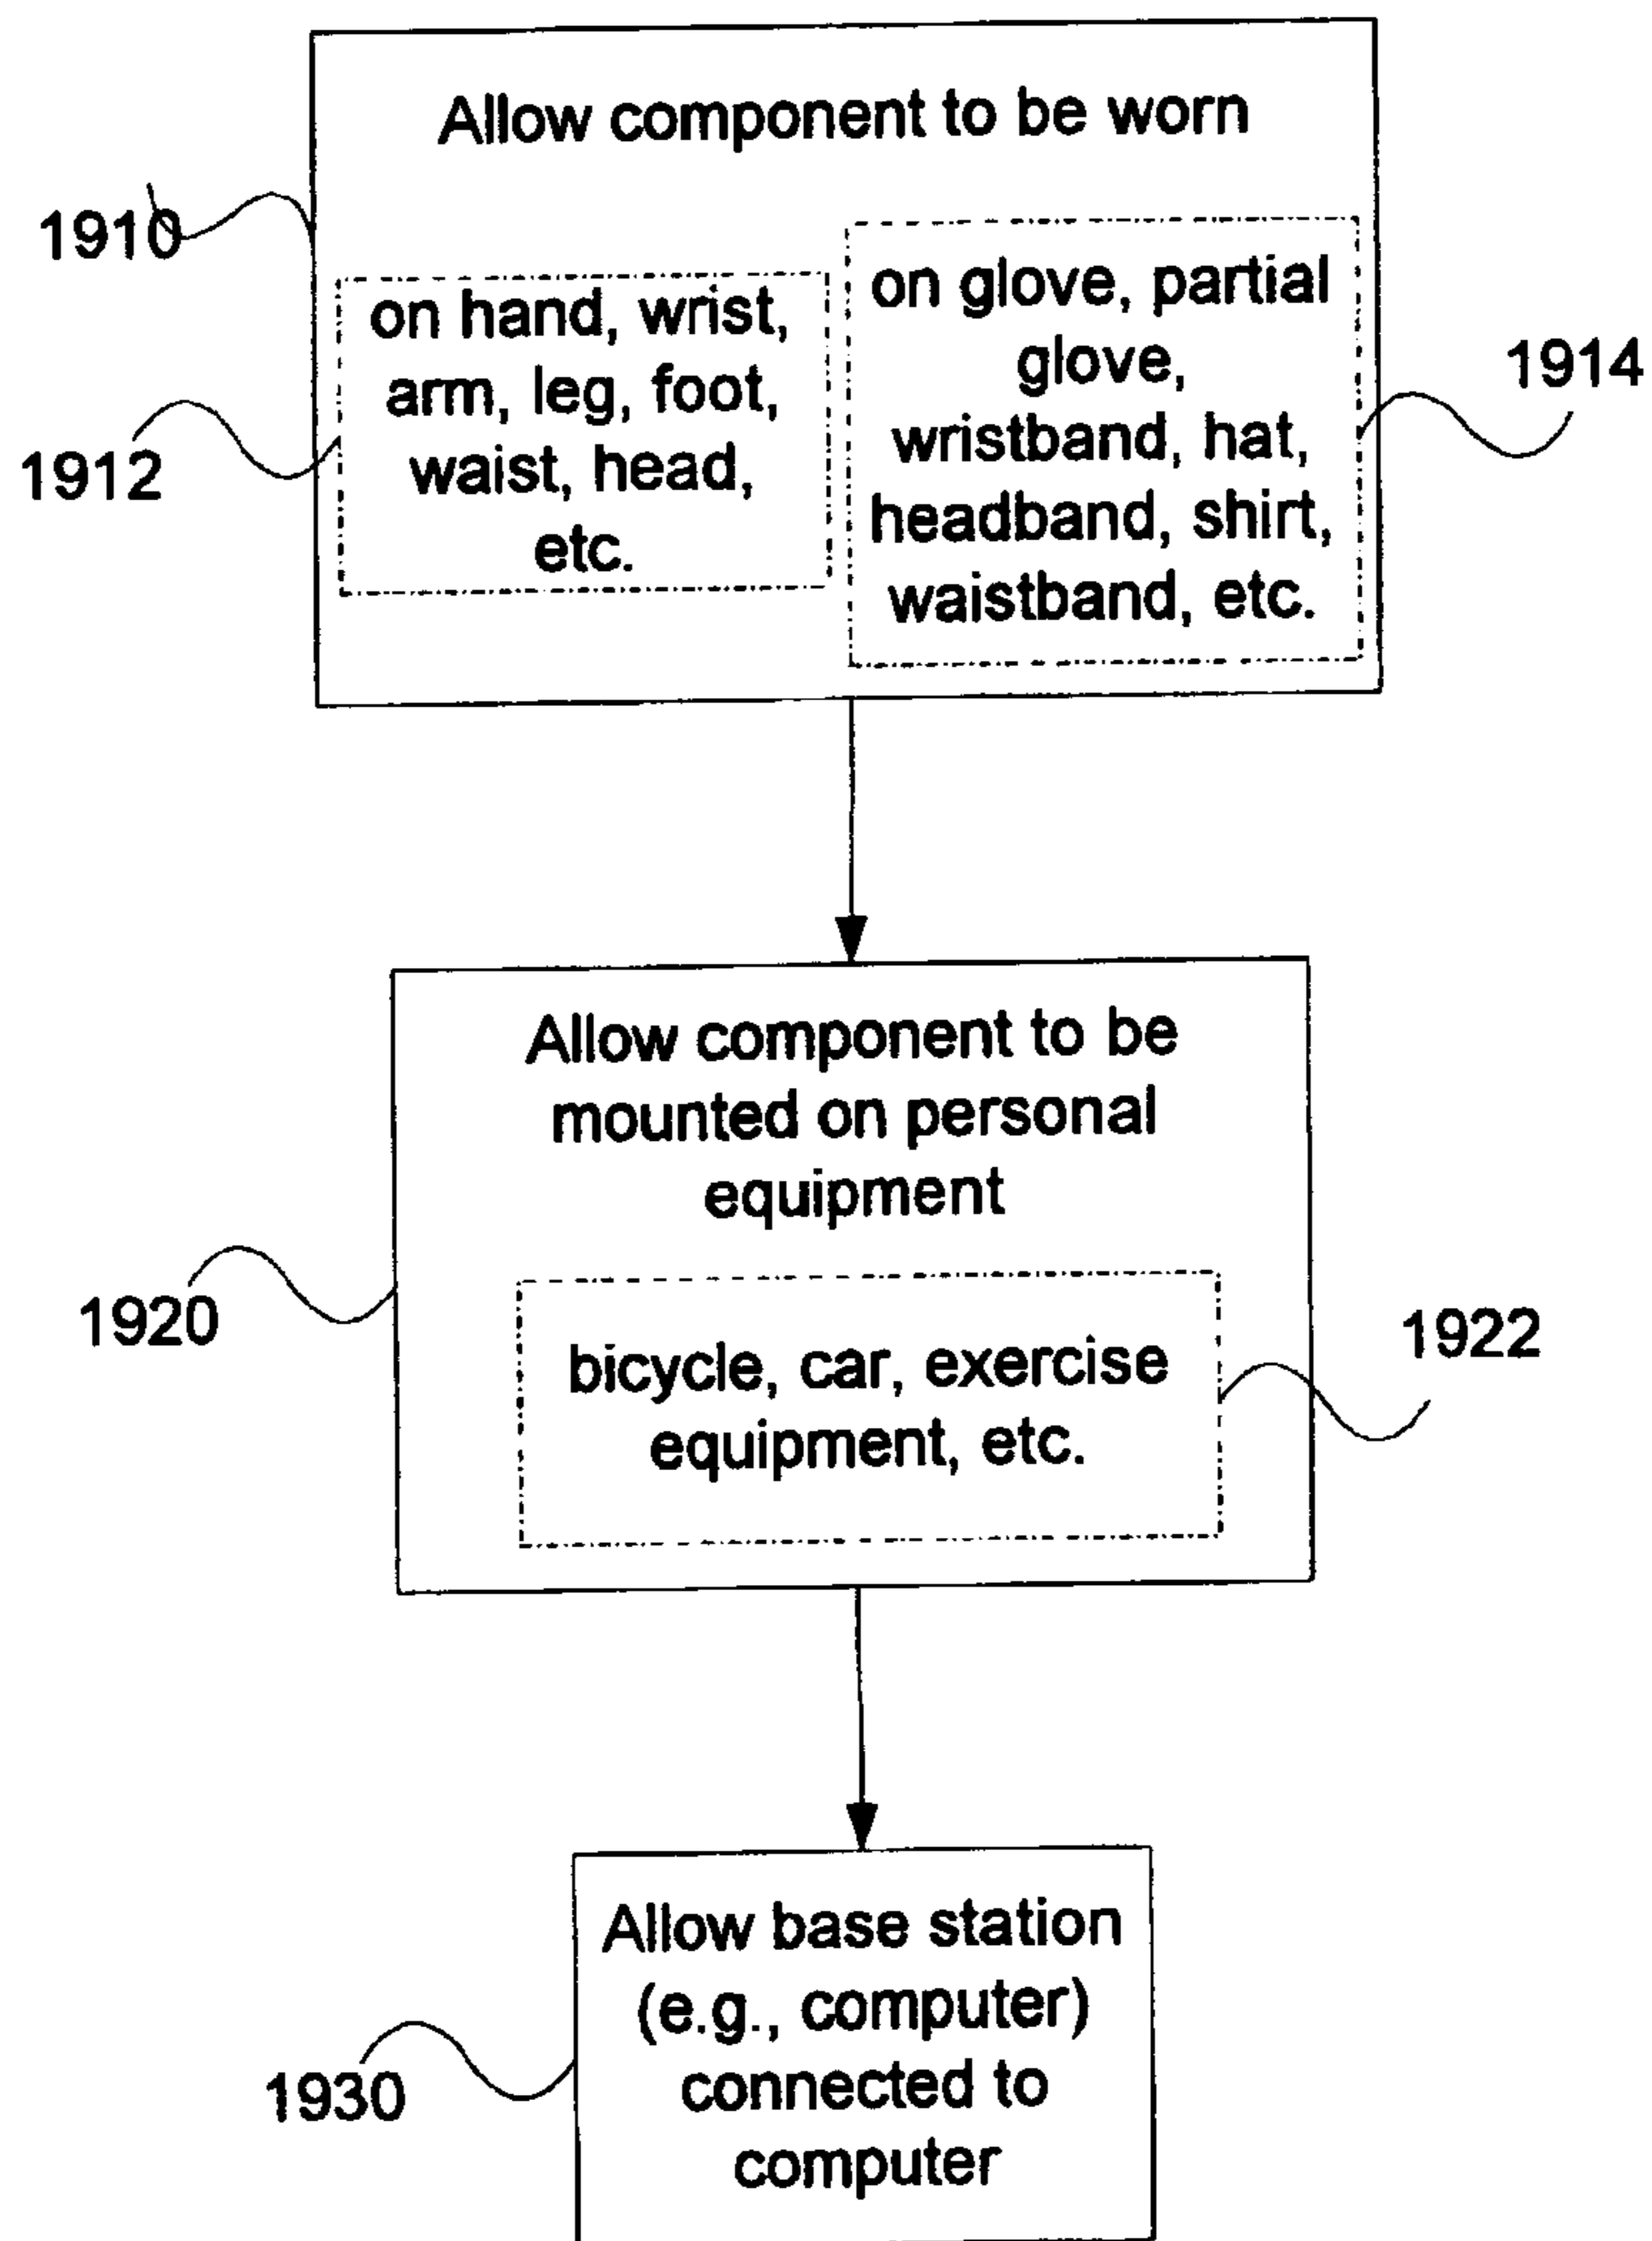 Allow component to be worn
1910
on hand, wrist,
arm, leg, foot,
waist, head,
etc.
1912
on glove, partial
glove,
wristband, hat,
headband, shirt,
waistband, etc.
1914
Allow component to be
mounted on personal
equipment
1920
bicycle, car, exercise
equipment, etc.
1922
Allow base station
(e.g., computer)
connected to
computer
1930